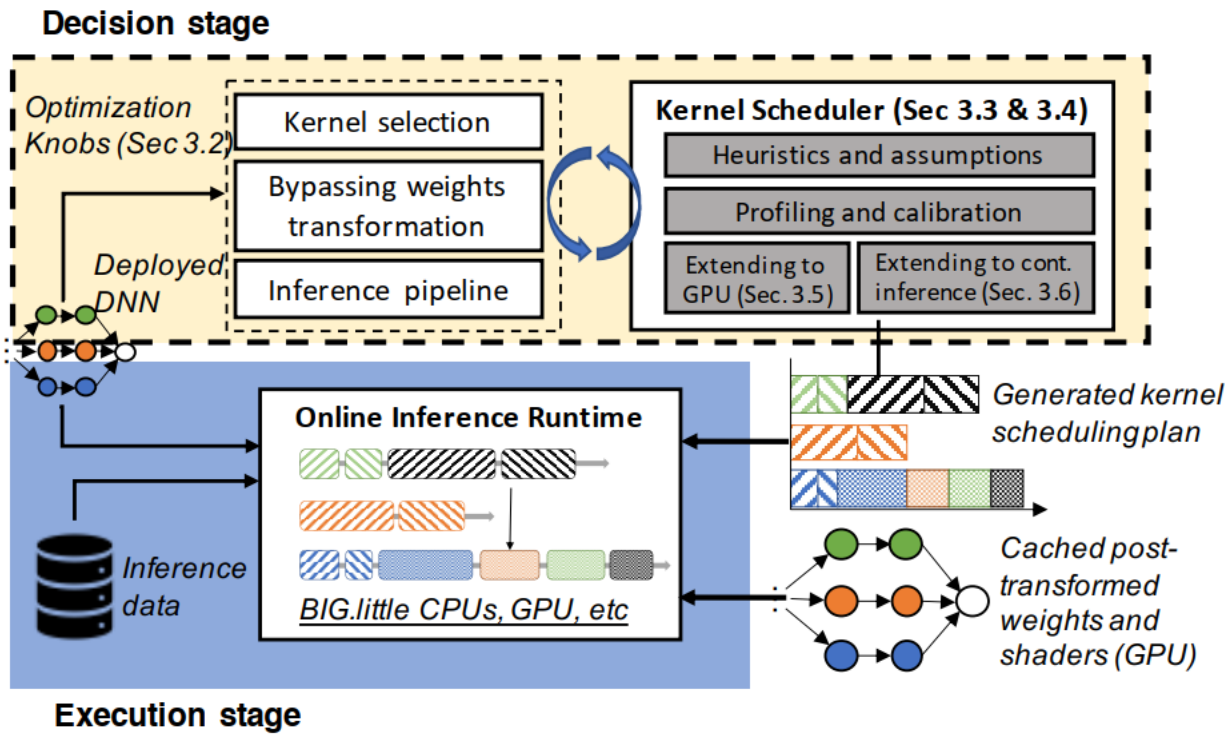 Decision stage
Optimization
Knobs (Sec 3.2)
Kernel selection
Bypassing weights
transformation
Inference pipeline
Kernel Scheduler (Sec 3.3 & 3.4)
Heuristics and assumptions
Profiling and calibration
Extending to
GPU (Sec. 3.5)
Extending to cont.
inference (Sec. 3.6)
Deployed
DNN
Online Inference Runtime
BIG.little CPUs, GPU, etc
Inference
data
Generated kernel
scheduling plan
Cached post-
transformed
weights and
shaders (GPU)
Execution stage